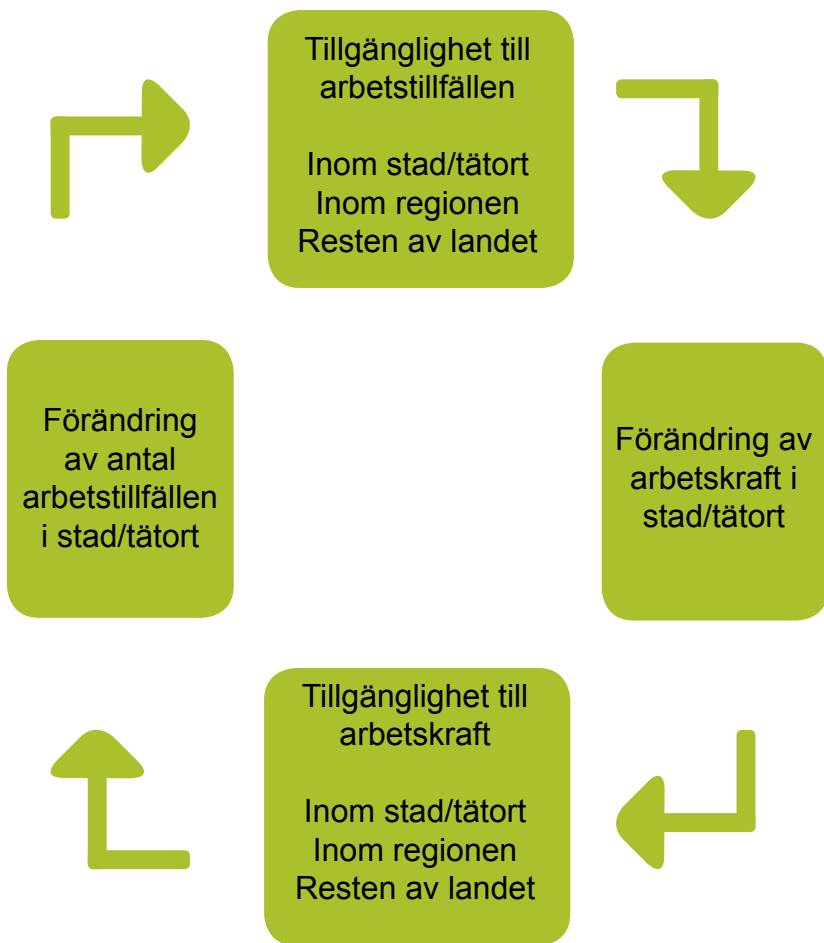 Tillgänglighet till
arbetstillfällen
Inom stad/tätort
Inom regionen
Resten av landet
Förändring
av antal
arbetstillfällen
i stad/tätort
Förändring av
arbetskraft i
stad/tätort
Tillgänglighet till
arbetskraft
Inom stad/tätort
Inom regionen
Resten av landet